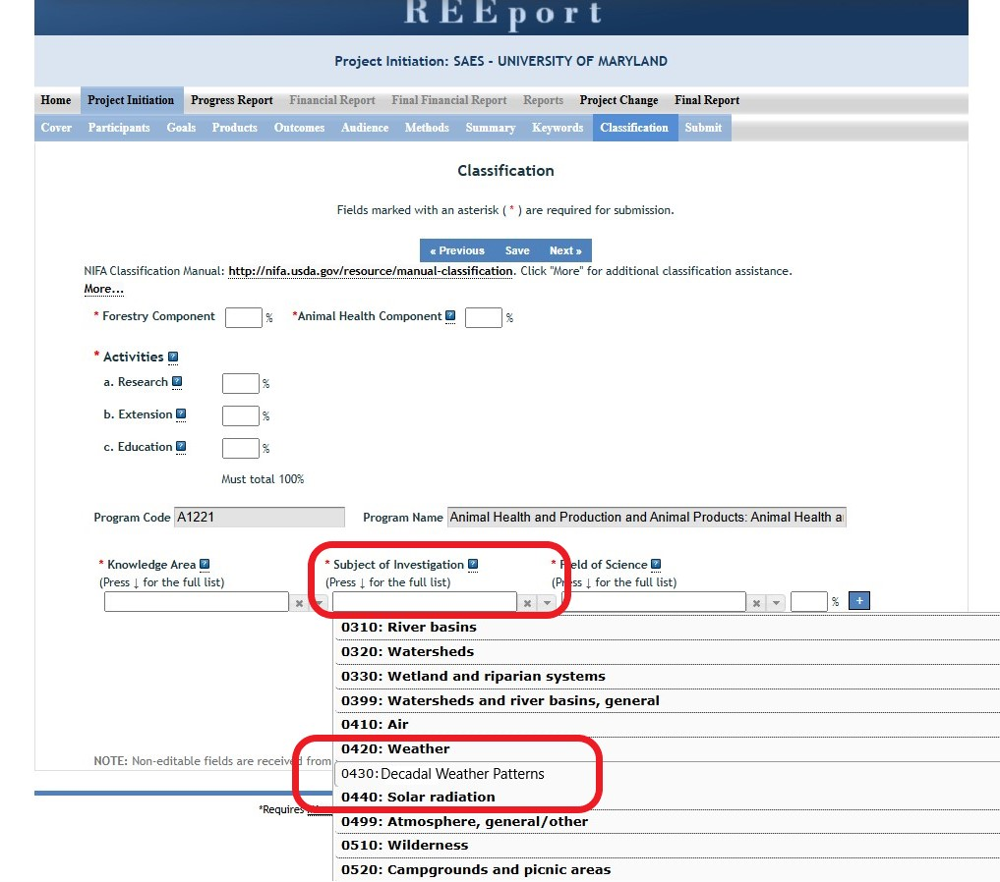 REEport
Project Initiation: SAES - UNIVERSITY OF MARYLAND
Home Project Initiation Progress Report Financial Report Final Financial Report Reports Project Change Final Report
Cover Participants Goals Products Outcomes Audience Methods Summary Keywords Classification Submit
Classification
Fields marked with an asterisk ( * ) are required for submission.
« Previous Save Next »
NIFA Classification Manual: http://nifa.usda.gov/resource/manual-classification. Click "More" for additional classification assistance.
More...
* Forestry Component % *Animal Health Component ? %
* Activities ?
a. Research ? %
b. Extension ? %
c. Education ? %
Must total 100%
Program Code A1221 Program Name Animal Health and Production and Animal Products: Animal Health a
* Knowledge Area ? * Subject of Investigation ? * Field of Science ?
(Press ↓ for the full list) (Press ↓ for the full list) (Press ↓ for the full list)
% +
0310: River basins
0320: Watersheds
0330: Wetland and riparian systems
0399: Watersheds and river basins, general
0410: Air
0420: Weather
NOTE: Non-editable fields are received from
0430: Decadal Weather Patterns
0440: Solar radiation
*Requires
0499: Atmosphere, general/other
0510: Wilderness
0520: Campgrounds and picnic areas